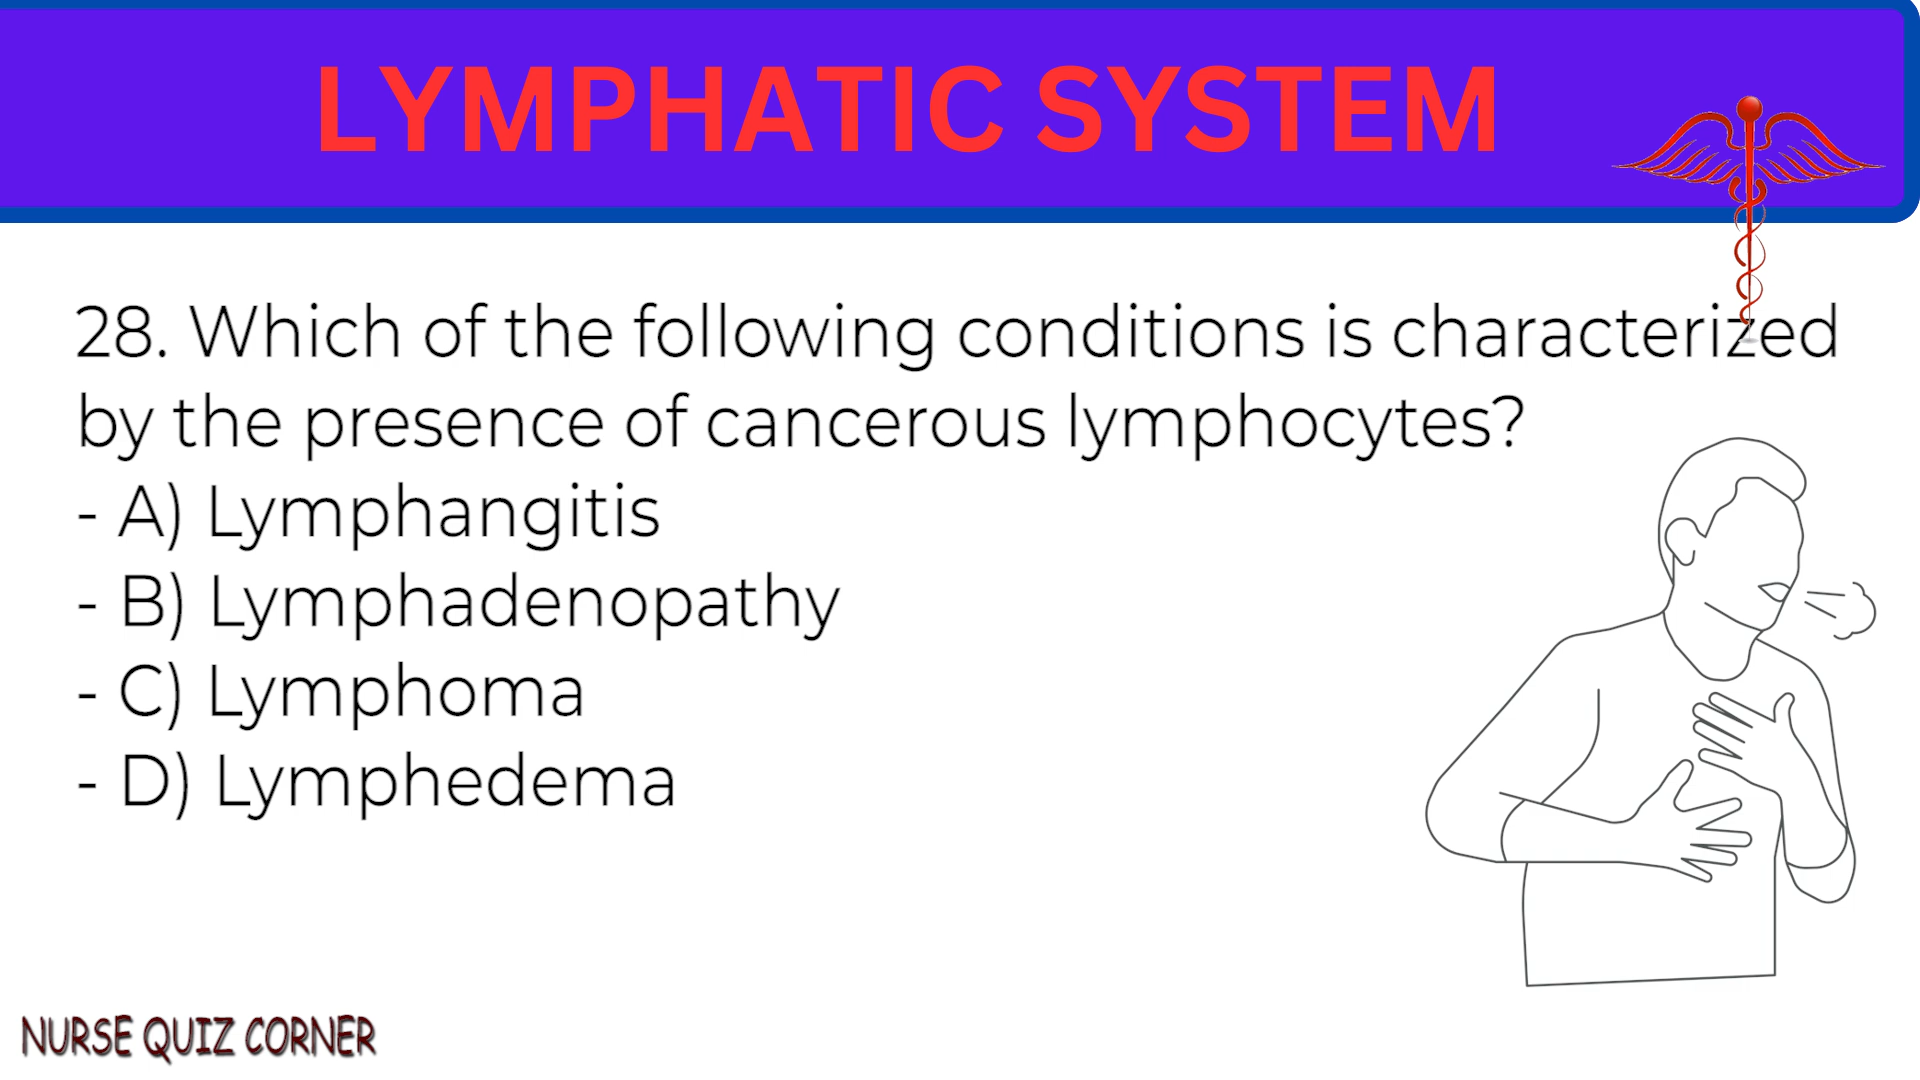 LYMPHATIC SYSTEM
28. Which of the following conditions is characterized
by the presence of cancerous lymphocytes?
- A) Lymphangitis
- B) Lymphadenopathy
- C) Lymphoma
- D) Lymphedema
NURSE QUIZ CORNER